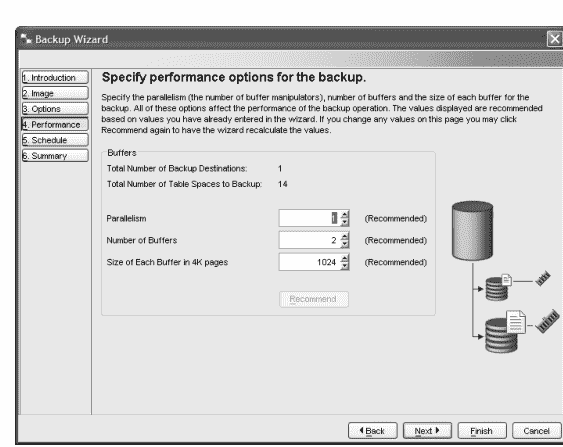 Backup Wizard
1. Introduction
2. Image
3. Options
4. Performance
5. Schedule
6. Summary
Specify performance options for the backup.
Specify the parallelism (the number of buffer manipulators), number of buffers and the size of each buffer for the
backup. All of these options affect the performance of the backup operation. The values displayed are recommended
based on values you have already entered in the wizard. If you change any values on this page you may click
Recommend again to have the wizard recalculate the values.
Buffers
Total Number of Backup Destinations: 1
Total Number of Table Spaces to Backup: 14
Parallelism 1 (Recommended)
Number of Buffers 2 (Recommended)
Size of Each Buffer in 4K pages 1024 (Recommended)
Recommend
Back Next Finish Cancel